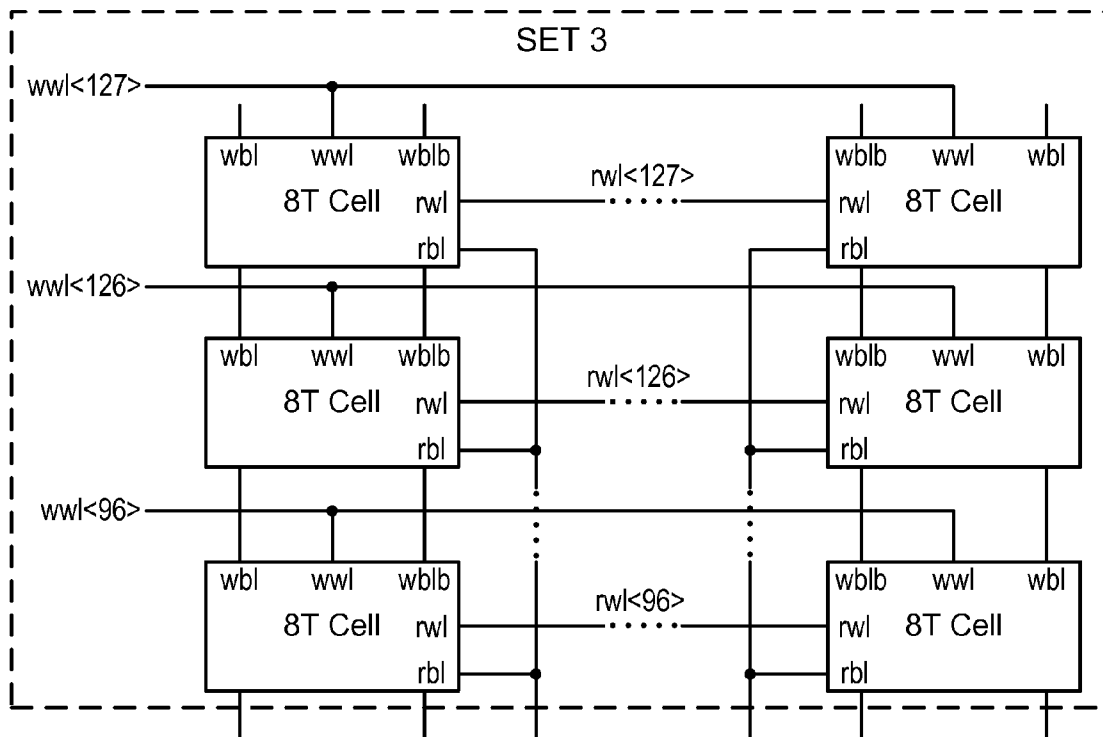 SET 3
wwl<127>
wbl wwl wblb wblb wwl wbl
rwl<127>
8T Cell rwl rwl 8T Cell
rbl rbl
wwl<126>
wbl wwl wblb wblb wwl wbl
rwl<126>
8T Cell rwl rwl 8T Cell
rbl rbl
wwl<96>
wbl wwl wblb wblb wwl wbl
rwl<96>
8T Cell rwl rwl 8T Cell
rbl rbl